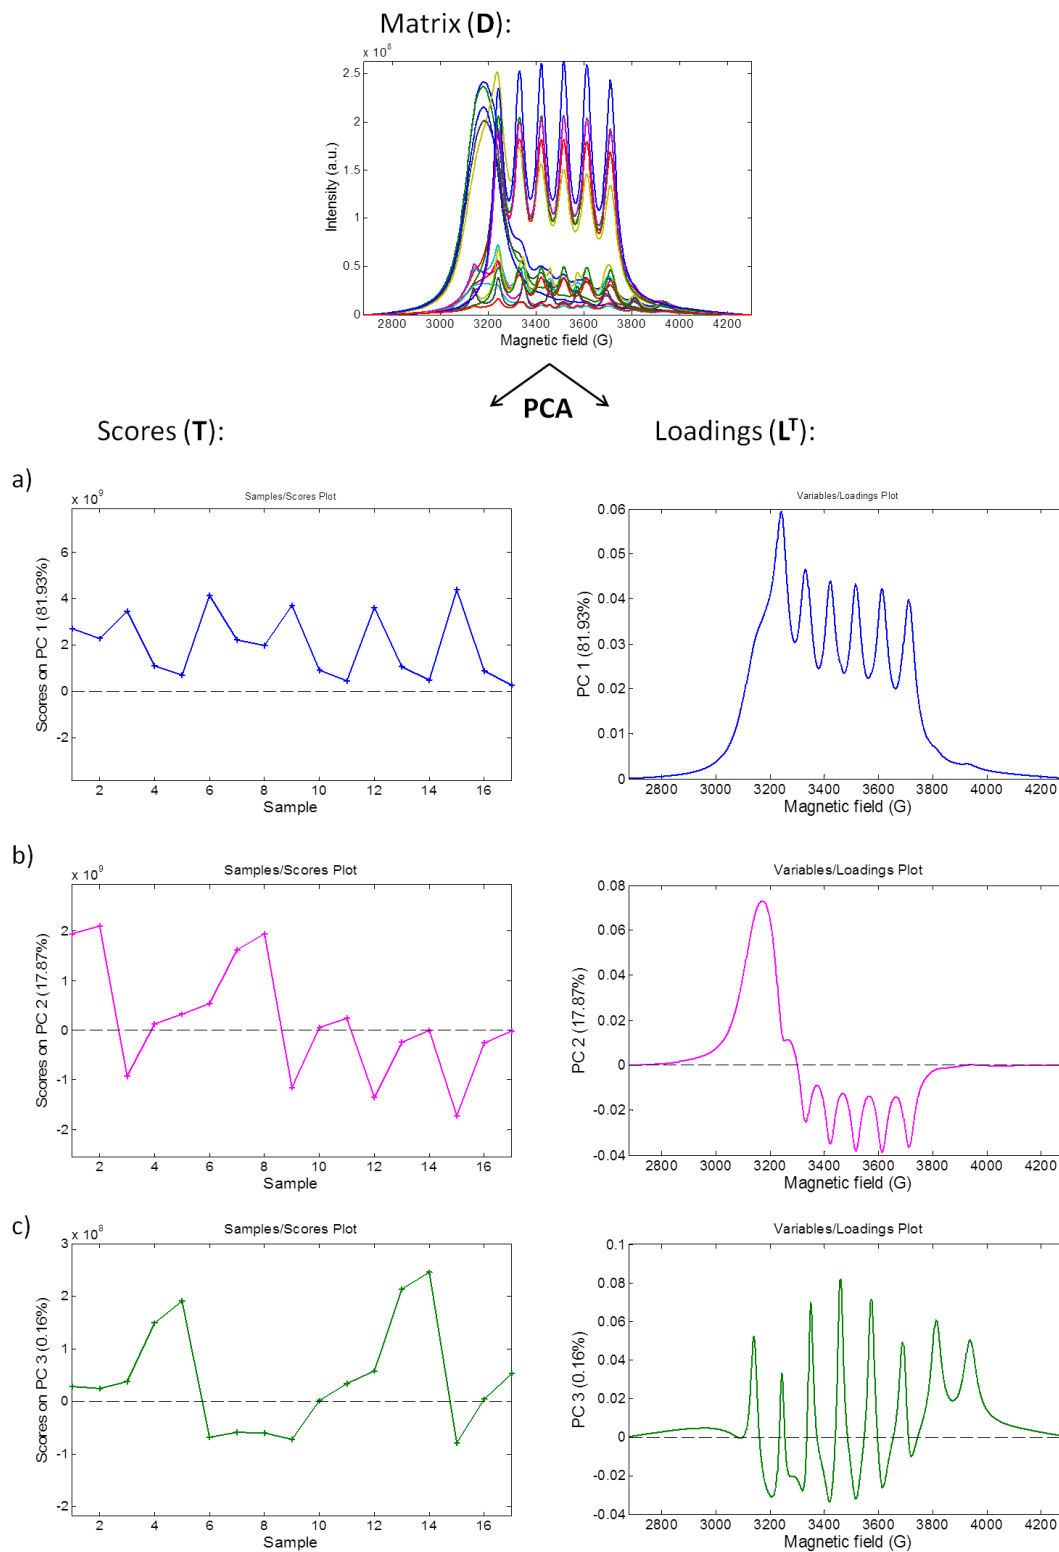 Matrix (D):
x 10⁸
2.5
2
1.5
1
0.5
0
Intensity (a.u.)
2800 3000 3200 3400 3600 3800 4000 4200
Magnetic field (G)
PCA
Scores (T):
Loadings (Lᵀ):
a)
x 10⁹
Samples/Scores Plot
6
4
2
0
-2
Scores on PC 1 (81.93%)
2 4 6 8 10 12 14 16
Sample
Variables/Loadings Plot
0.06
0.05
0.04
0.03
0.02
0.01
0
PC 1 (81.93%)
2800 3000 3200 3400 3600 3800 4000 4200
Magnetic field (G)
b)
x 10⁹
Samples/Scores Plot
2
1
0
-1
-2
Scores on PC 2 (17.87%)
2 4 6 8 10 12 14 16
Sample
Variables/Loadings Plot
0.08
0.06
0.04
0.02
0
-0.02
-0.04
PC 2 (17.87%)
2800 3000 3200 3400 3600 3800 4000 4200
Magnetic field (G)
c)
x 10⁸
Samples/Scores Plot
3
2
1
0
-1
-2
Scores on PC 3 (0.16%)
2 4 6 8 10 12 14 16
Sample
Variables/Loadings Plot
0.1
0.08
0.06
0.04
0.02
0
-0.02
-0.04
PC 3 (0.16%)
2800 3000 3200 3400 3600 3800 4000 4200
Magnetic field (G)